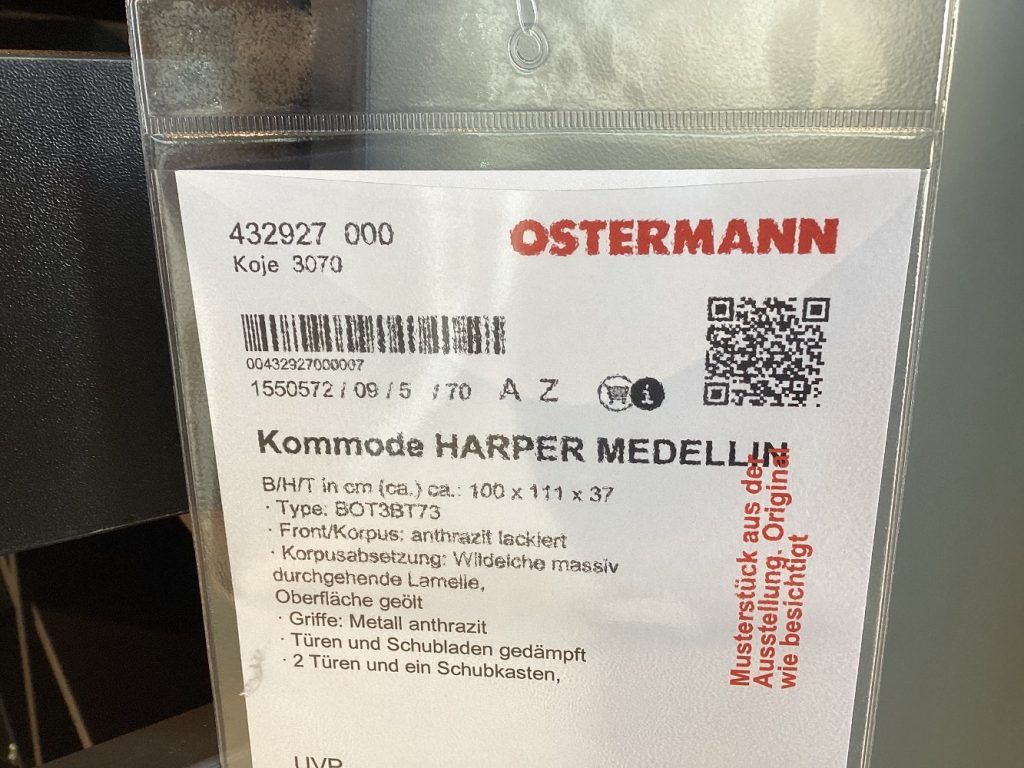 432927 000
Koje 3070
OSTERMANN
00432927000007
1550572 / 09 / 5 / 70 A Z
Kommode HARPER MEDELLIN
B/H/T in cm (ca.) ca.: 100 x 111 x 37
· Type: BOT3BT73
· Front/Korpus: anthrazit lackiert
· Korpusabsetzung: Wildeiche massiv
durchgehende Lamelle,
Oberfläche geölt
· Griffe: Metall anthrazit
· Türen und Schubladen gedämpft
· 2 Türen und ein Schubkasten,
Musterstück aus der
Ausstellung. Original
wie besichtigt
UVP